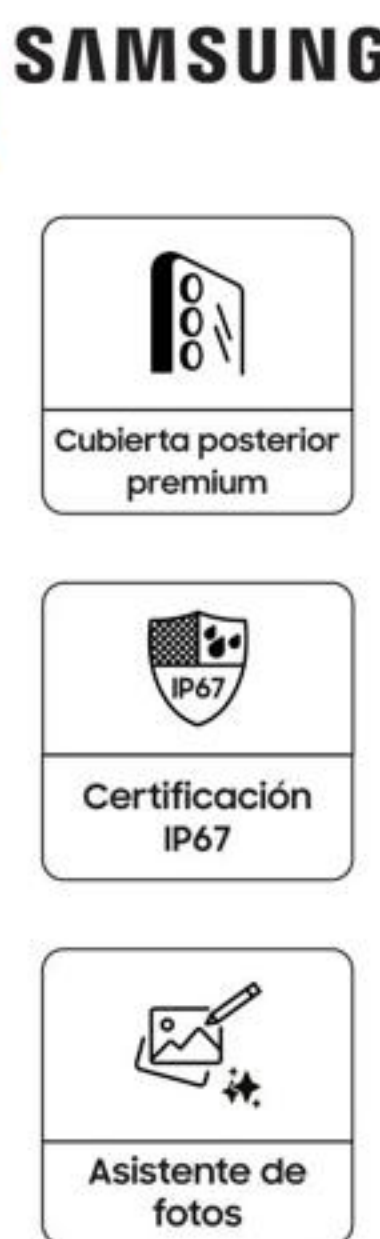 SAMSUNG
Cubierta posterior
premium
IP67
Certificación
IP67
Asistente de
fotos